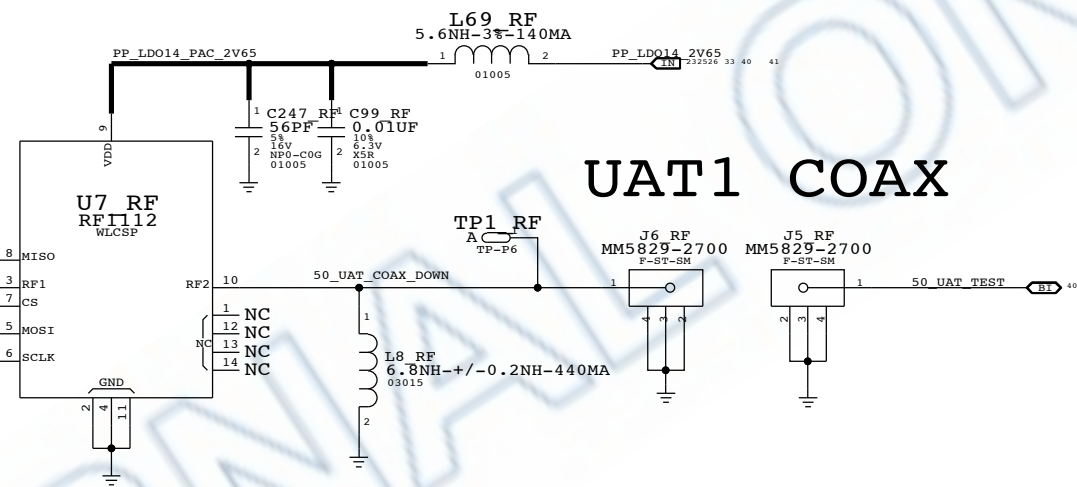 L69_RF
5.6NH-3%-140MA
PP_LDO14_PAC_2V65
1
2
PP_LDO14_2V65
IN
232526 33 40 41
01005
1
C247_RF
56PF
5%
16V
2
NP0-C0G
01005
1
C99_RF
0.01UF
10%
6.3V
2
X5R
01005
9
VDD
UAT1 COAX
U7_RF
RF1112
WLCSP
TP1_RF
A
1
TP-P6
J6_RF
MM5829-2700
F-ST-SM
J5_RF
MM5829-2700
F-ST-SM
8
MISO
3
RF1
7
CS
5
MOSI
6
SCLK
RF2
10
50_UAT_COAX_DOWN
1
1
50_UAT_TEST
BI
40
NC
1
NC
12
NC
13
NC
14
NC
4
3
2
2
3
4
1
L8_RF
6.8NH-+/-0.2NH-440MA
03015
2
GND
2
4
11
ONAL
ON